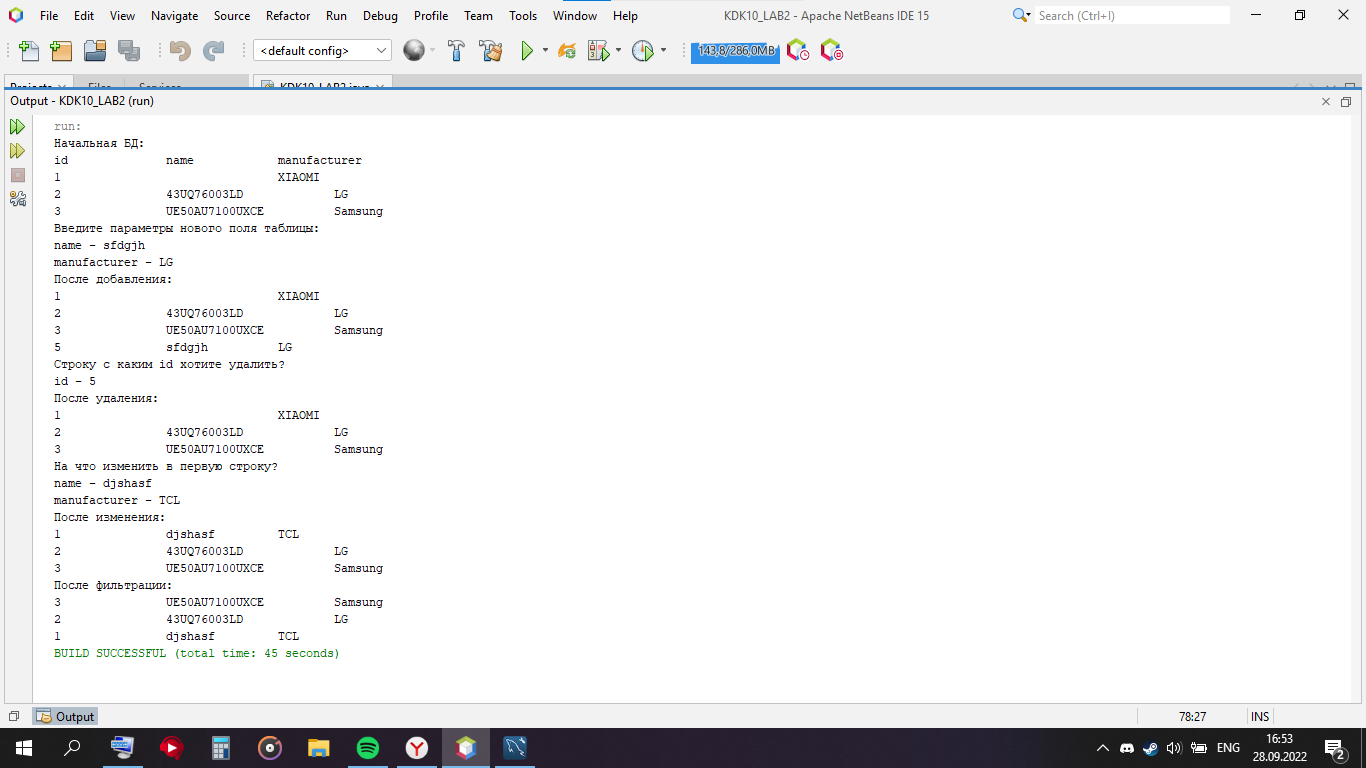 File Edit View Navigate Source Refactor Run Debug Profile Team Tools Window Help KDK10_LAB2 - Apache NetBeans IDE 15 Search (Ctrl+I)
<default config> 143,8/286,0MB
Projects Files Services KDK10_LAB2.java
Output - KDK10_LAB2 (run)
run:
Начальная БД:
id name manufacturer
1 XIAOMI
2 43UQ76003LD LG
3 UE50AU7100UXCE Samsung
Введите параметры нового поля таблицы:
name - sfdgjh
manufacturer - LG
После добавления:
1 XIAOMI
2 43UQ76003LD LG
3 UE50AU7100UXCE Samsung
5 sfdgjh LG
Строку с каким id хотите удалить?
id - 5
После удаления:
1 XIAOMI
2 43UQ76003LD LG
3 UE50AU7100UXCE Samsung
На что изменить в первую строку?
name - djshasf
manufacturer - TCL
После изменения:
1 djshasf TCL
2 43UQ76003LD LG
3 UE50AU7100UXCE Samsung
После фильтрации:
3 UE50AU7100UXCE Samsung
2 43UQ76003LD LG
1 djshasf TCL
BUILD SUCCESSFUL (total time: 45 seconds)
Output 78:27 INS
ENG 16:53
28.09.2022 2